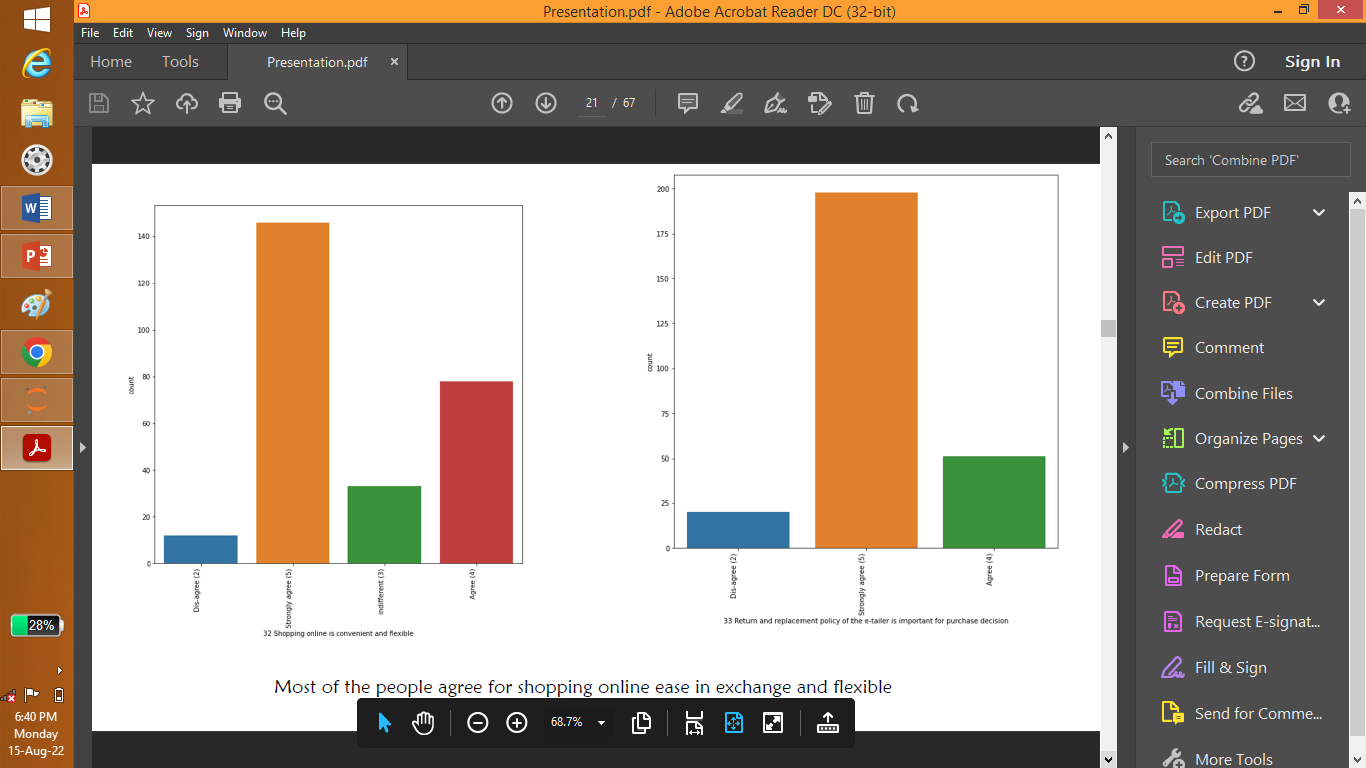 Presentation.pdf - Adobe Acrobat Reader DC (32-bit)
File Edit View Sign Window Help
Home Tools Presentation.pdf × ? Sign In
21 / 67
Search 'Combine PDF'
Export PDF
Edit PDF
Create PDF
Comment
Combine Files
Organize Pages
Compress PDF
Redact
Prepare Form
Request E-signat...
Fill & Sign
Send for Comme...
More Tools
140
120
100
80
60
40
20
0
count
Dis-agree (2)
Strongly agree (5)
indifferent (3)
Agree (4)
32 Shopping online is convenient and flexible
200
175
150
125
100
75
50
25
0
count
Dis-agree (2)
Strongly agree (5)
Agree (4)
33 Return and replacement policy of the e-tailer is important for purchase decision
Most of the people agree for shopping online ease in exchange and flexible
68.7%
W
P
28%
6:40 PM
Monday
15-Aug-22